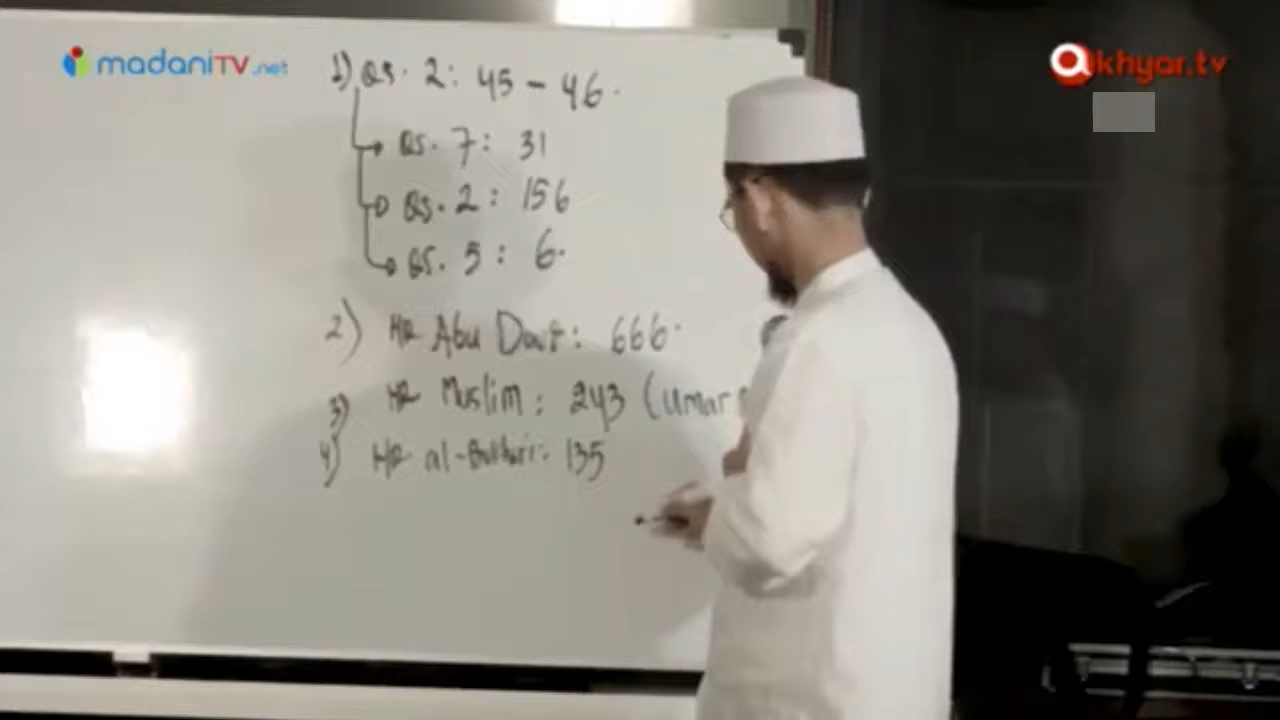 madaniTV.net
akhyar.tv
1) QS. 2: 45 - 46.
QS. 7: 31
QS. 2: 156
QS. 5: 6.
2) HR Abu Daud: 666.
3) HR Muslim: 243 (Umar
4) HR al-Bukhari: 135